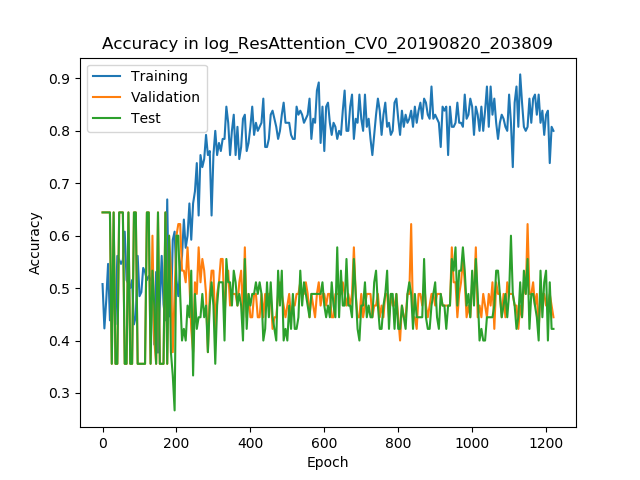 Accuracy in log_ResAttention_CV0_20190820_203809
Training
Validation
Test
Accuracy
0.9
0.8
0.7
0.6
0.5
0.4
0.3
0 200 400 600 800 1000 1200
Epoch